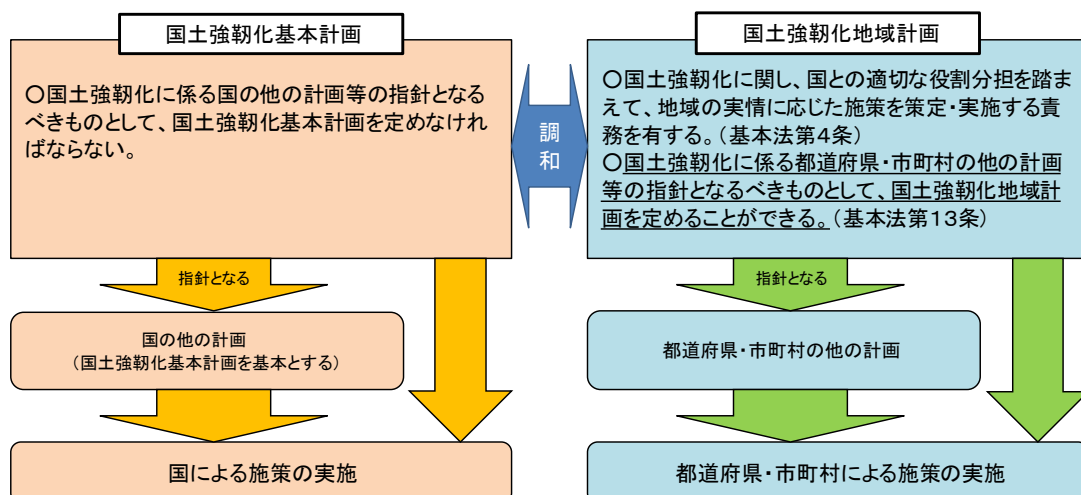 国土強靱化基本計画
〇国土強靱化に係る国の他の計画等の指針となる
べきものとして、国土強靱化基本計画を定めなけれ
ばならない。
調
和
国土強靱化地域計画
〇国土強靱化に関し、国との適切な役割分担を踏ま
えて、地域の実情に応じた施策を策定・実施する責
務を有する。（基本法第4条）
〇国土強靱化に係る都道府県・市町村の他の計画
等の指針となるべきものとして、国土強靱化地域計
画を定めることができる。（基本法第13条）
指針となる
国の他の計画
（国土強靱化基本計画を基本とする）
国による施策の実施
指針となる
都道府県・市町村の他の計画
都道府県・市町村による施策の実施